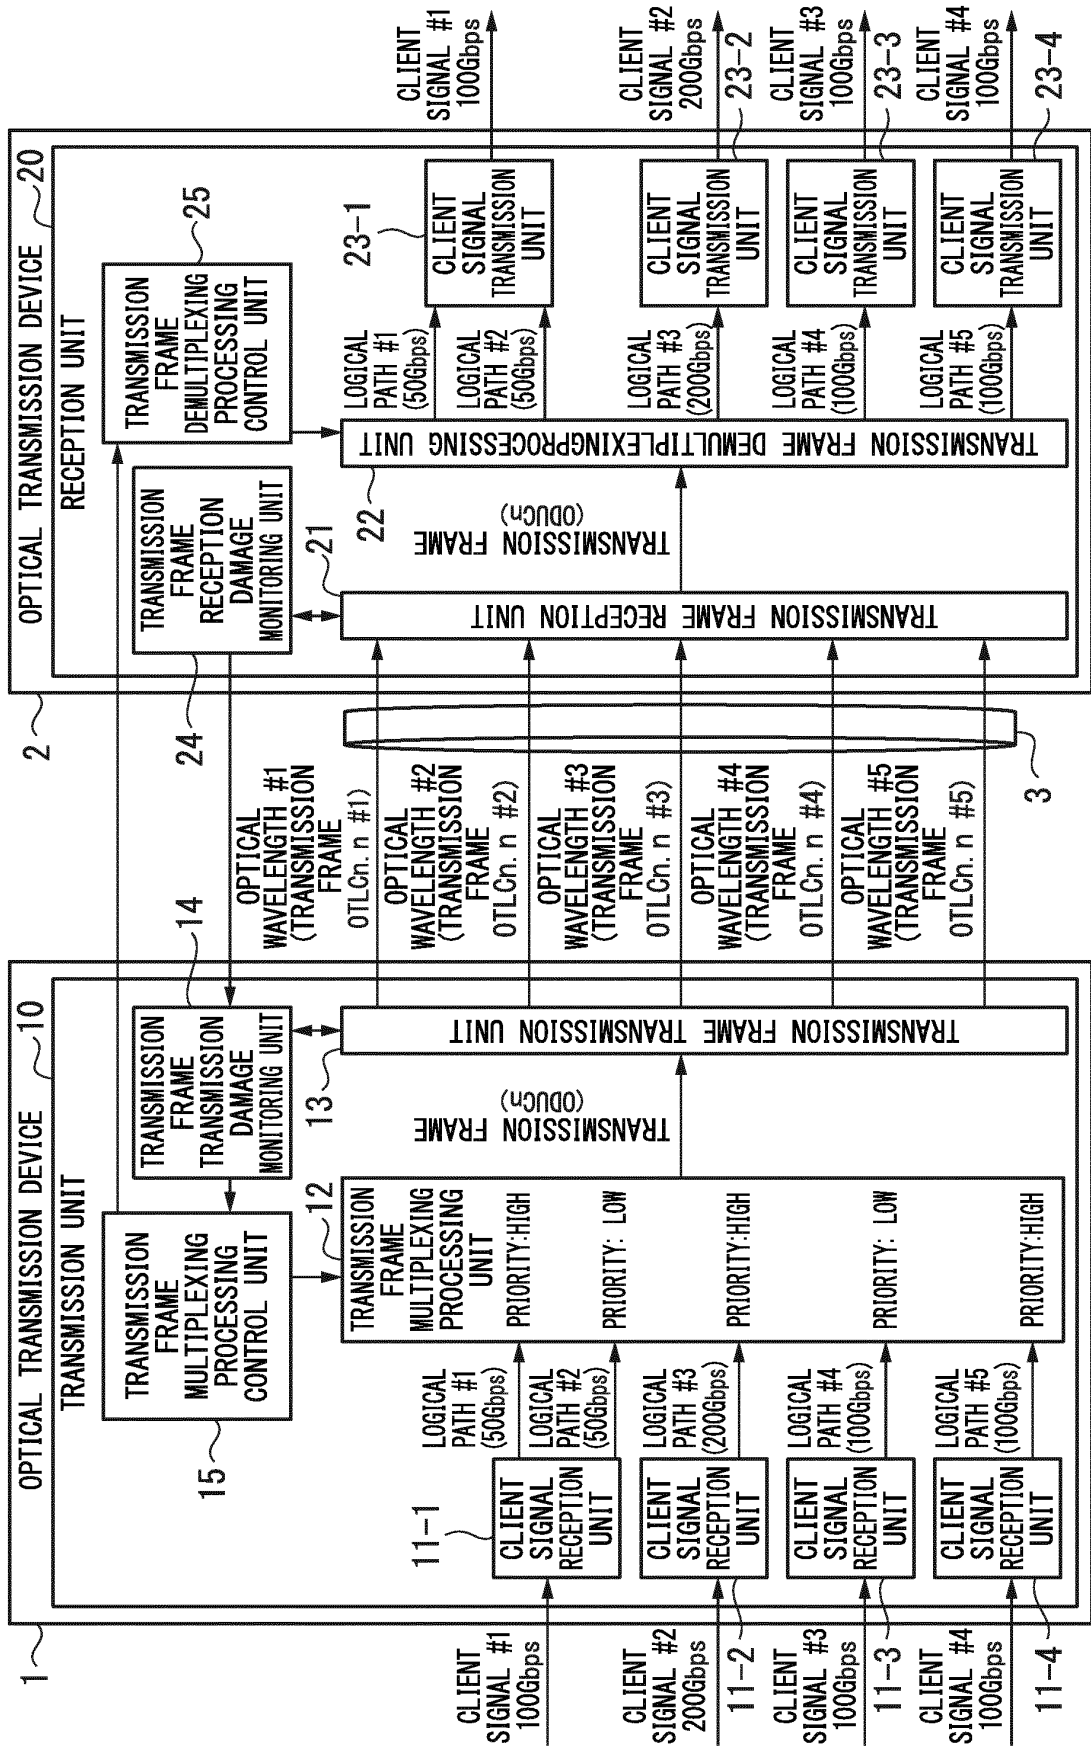 1
OPTICAL TRANSMISSION DEVICE
TRANSMISSION UNIT
10
15
TRANSMISSION
FRAME
MULTIPLEXING
PROCESSING
CONTROL UNIT
14
TRANSMISSION
FRAME
TRANSMISSION
DAMAGE
MONITORING UNIT
CLIENT
SIGNAL #1
100Gbps
CLIENT
SIGNAL #2
200Gbps
CLIENT
SIGNAL #3
100Gbps
CLIENT
SIGNAL #4
100Gbps
11-1
CLIENT
SIGNAL
RECEPTION
UNIT
11-2
CLIENT
SIGNAL
RECEPTION
UNIT
11-3
CLIENT
SIGNAL
RECEPTION
UNIT
11-4
CLIENT
SIGNAL
RECEPTION
UNIT
LOGICAL
PATH #1
(50Gbps)
LOGICAL
PATH #2
(50Gbps)
LOGICAL
PATH #3
(200Gbps)
LOGICAL
PATH #4
(100Gbps)
LOGICAL
PATH #5
(100Gbps)
12
TRANSMISSION
FRAME
MULTIPLEXING
PROCESSING
UNIT
PRIORITY:HIGH
PRIORITY: LOW
PRIORITY:HIGH
PRIORITY: LOW
PRIORITY:HIGH
TRANSMISSION FRAME
(ODUCn)
13
TRANSMISSION FRAME TRANSMISSION UNIT
OPTICAL
WAVELENGTH #1
(TRANSMISSION
FRAME
OTLCn. n #1)
OPTICAL
WAVELENGTH #2
(TRANSMISSION
FRAME
OTLCn. n #2)
OPTICAL
WAVELENGTH #3
(TRANSMISSION
FRAME
OTLCn. n #3)
OPTICAL
WAVELENGTH #4
(TRANSMISSION
FRAME
OTLCn. n #4)
OPTICAL
WAVELENGTH #5
(TRANSMISSION
FRAME
OTLCn. n #5)
3
2
OPTICAL TRANSMISSION DEVICE
RECEPTION UNIT
20
24
TRANSMISSION
FRAME
RECEPTION
DAMAGE
MONITORING UNIT
25
TRANSMISSION
FRAME
DEMULTIPLEXING
PROCESSING
CONTROL UNIT
21
TRANSMISSION FRAME RECEPTION UNIT
TRANSMISSION FRAME
(ODUCn)
22
TRANSMISSION FRAME DEMULTIPLEXINGPROCESSING UNIT
LOGICAL
PATH #1
(50Gbps)
LOGICAL
PATH #2
(50Gbps)
LOGICAL
PATH #3
(200Gbps)
LOGICAL
PATH #4
(100Gbps)
LOGICAL
PATH #5
(100Gbps)
23-1
CLIENT
SIGNAL
TRANSMISSION
UNIT
23-2
CLIENT
SIGNAL
TRANSMISSION
UNIT
23-3
CLIENT
SIGNAL
TRANSMISSION
UNIT
23-4
CLIENT
SIGNAL
TRANSMISSION
UNIT
CLIENT
SIGNAL #1
100Gbps
CLIENT
SIGNAL #2
200Gbps
CLIENT
SIGNAL #3
100Gbps
CLIENT
SIGNAL #4
100Gbps